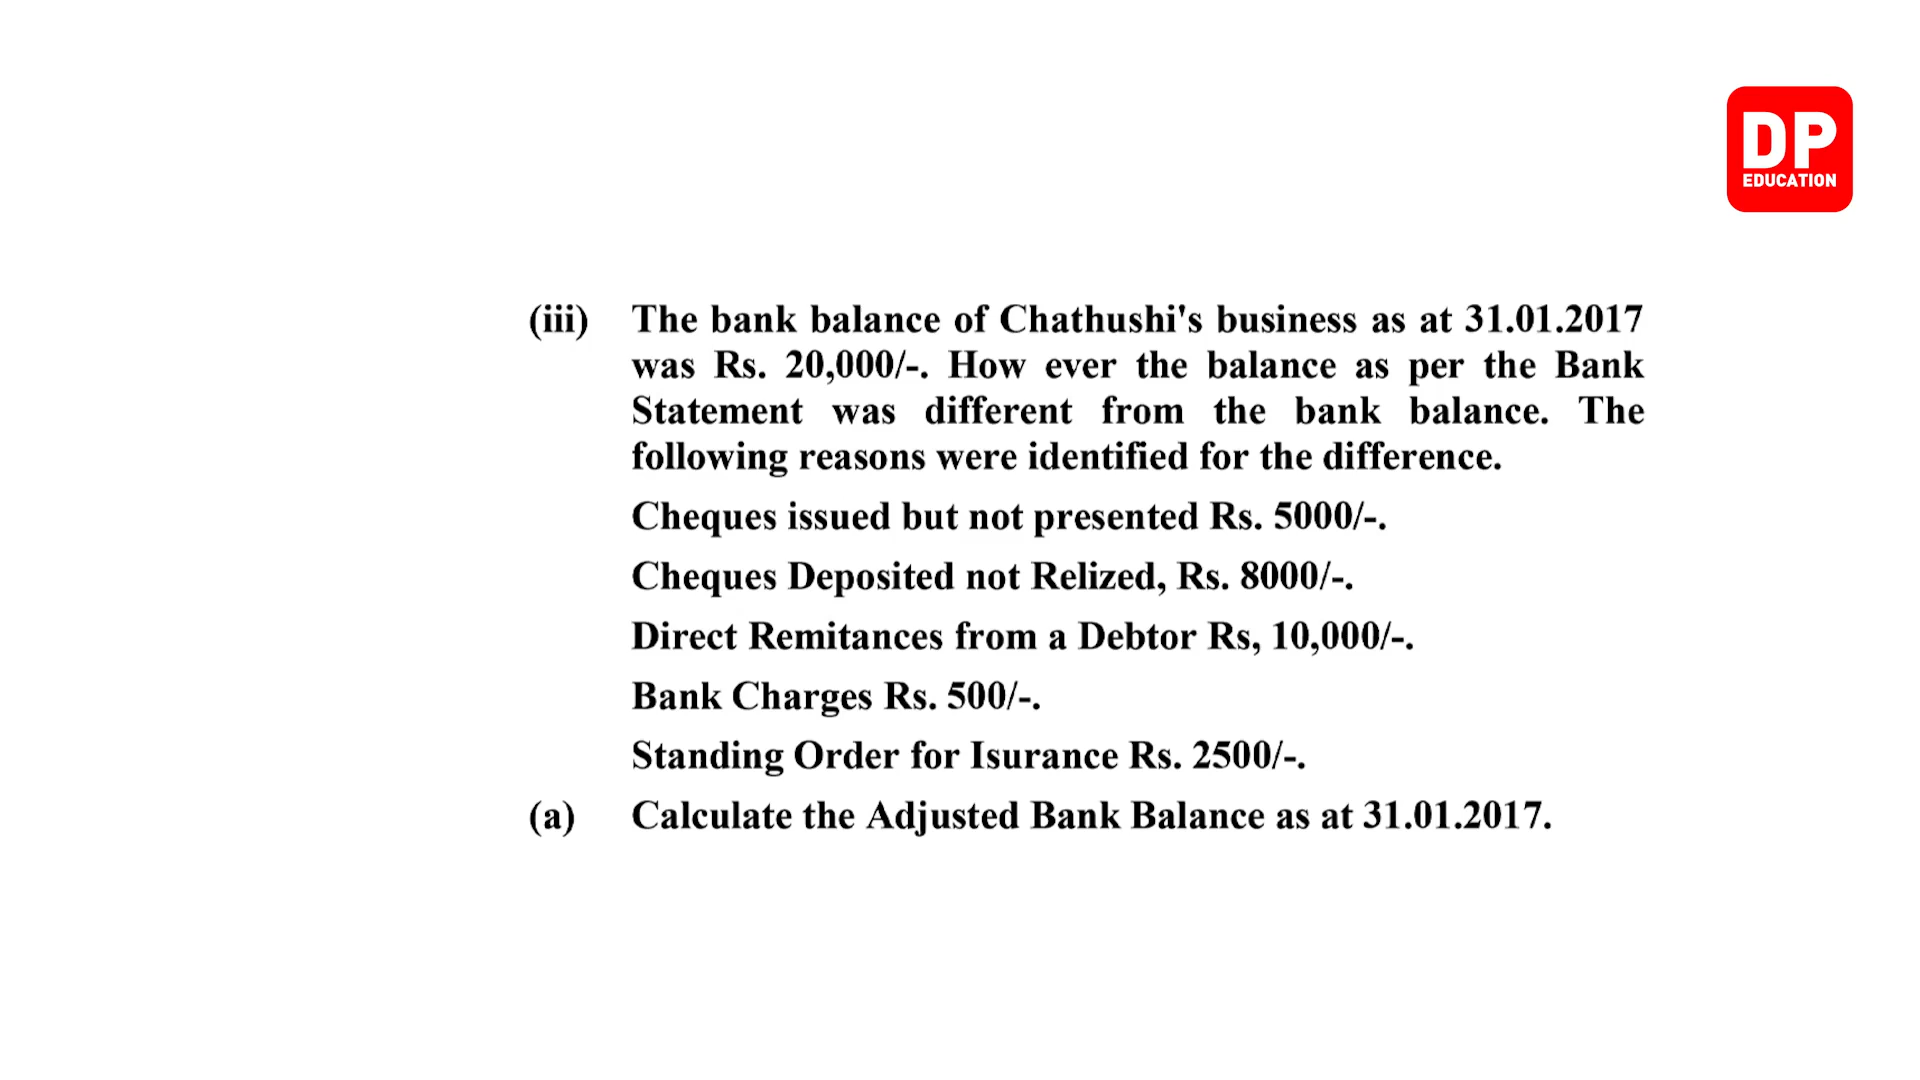 DP
EDUCATION
(iii) The bank balance of Chathushi's business as at 31.01.2017
was Rs. 20,000/-. How ever the balance as per the Bank
Statement was different from the bank balance. The
following reasons were identified for the difference.
Cheques issued but not presented Rs. 5000/-.
Cheques Deposited not Relized, Rs. 8000/-.
Direct Remitances from a Debtor Rs, 10,000/-.
Bank Charges Rs. 500/-.
Standing Order for Isurance Rs. 2500/-.
(a) Calculate the Adjusted Bank Balance as at 31.01.2017.